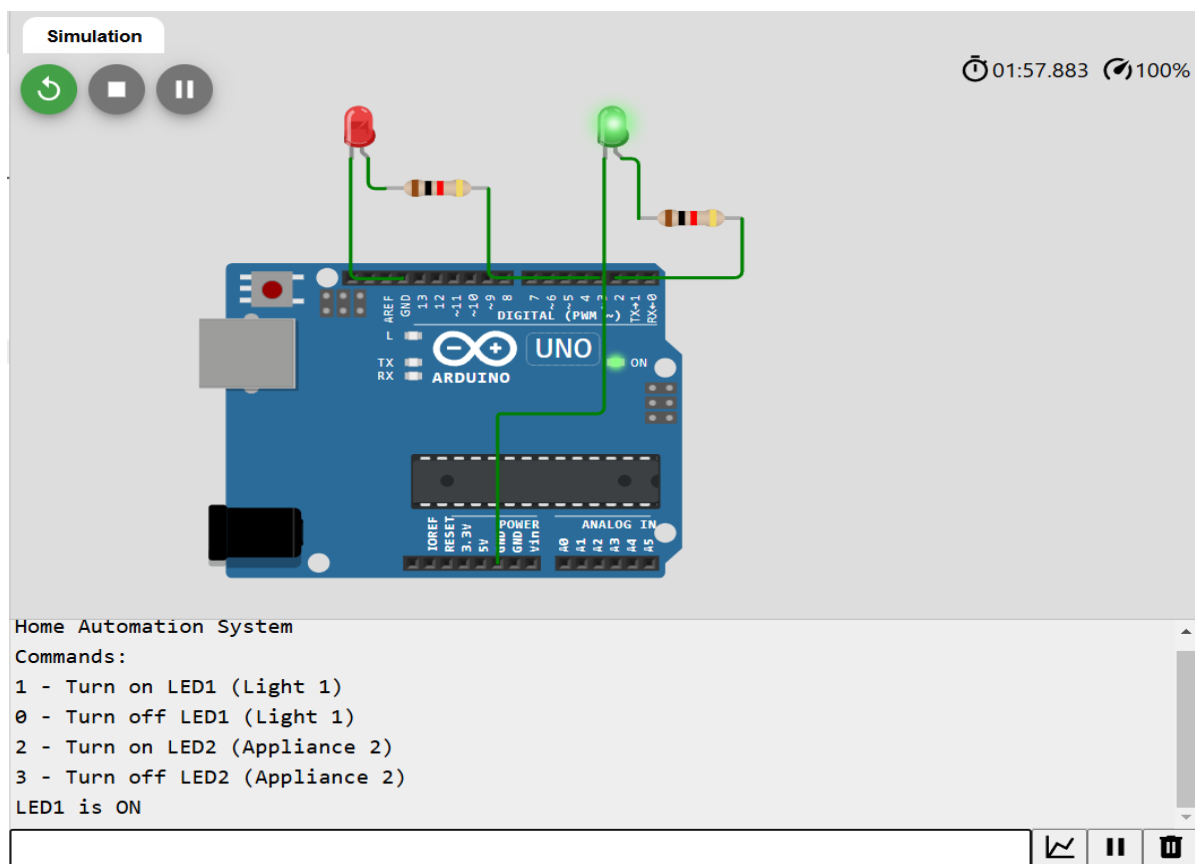 Simulation
01:57.883 100%
AREF GND 13 12 ~11 ~10 ~9 8 7 ~6 ~5 4 ~3 2 TX→1 RX←0
DIGITAL (PWM ~)
L
TX
RX
UNO
ON
ARDUINO
POWER ANALOG IN
IOREF RESET 3.3V 5V GND GND Vin A0 A1 A2 A3 A4 A5
Home Automation System
Commands:
1 - Turn on LED1 (Light 1)
0 - Turn off LED1 (Light 1)
2 - Turn on LED2 (Appliance 2)
3 - Turn off LED2 (Appliance 2)
LED1 is ON